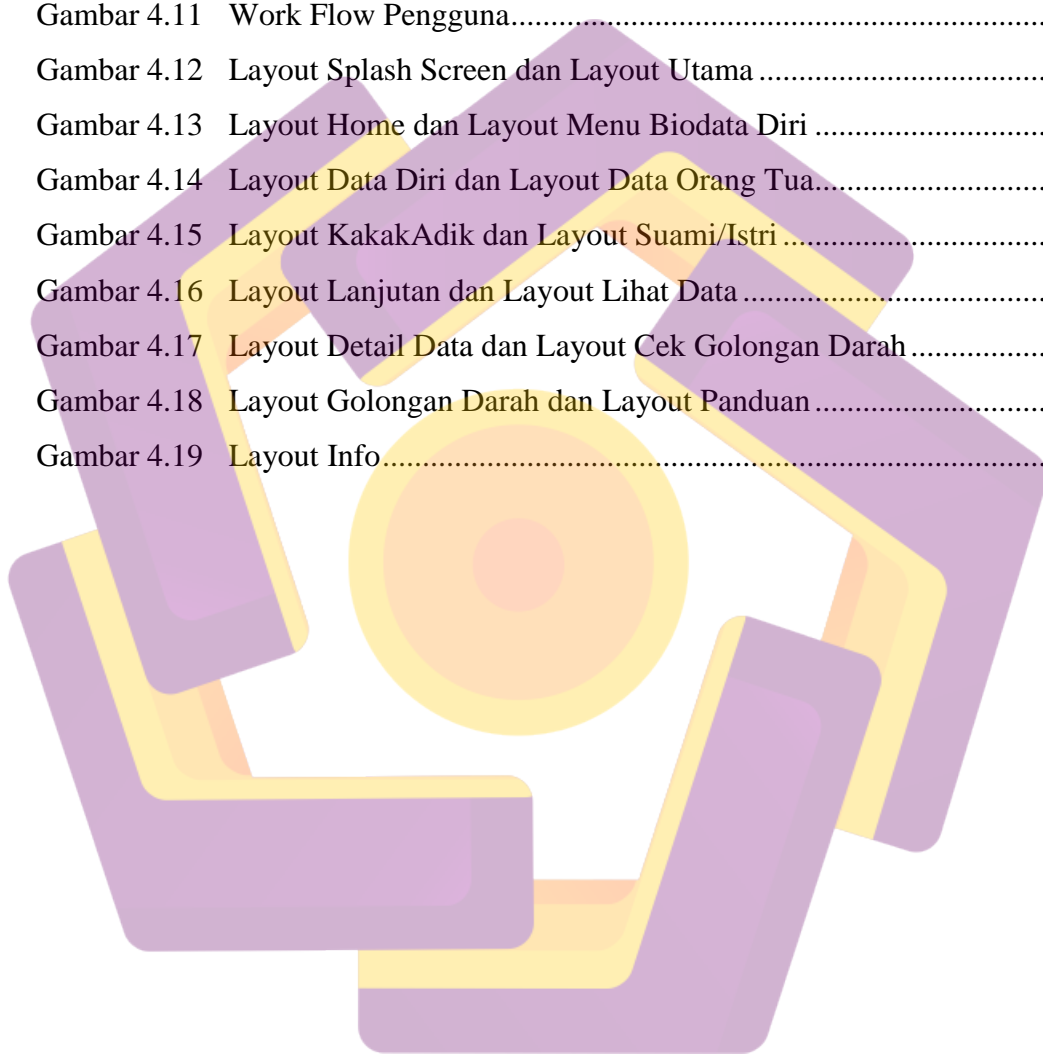 Gambar 4.11 Work Flow Pengguna....................................................................
Gambar 4.12 Layout Splash Screen dan Layout Utama ....................................
Gambar 4.13 Layout Home dan Layout Menu Biodata Diri .............................
Gambar 4.14 Layout Data Diri dan Layout Data Orang Tua............................
Gambar 4.15 Layout KakakAdik dan Layout Suami/Istri .................................
Gambar 4.16 Layout Lanjutan dan Layout Lihat Data ......................................
Gambar 4.17 Layout Detail Data dan Layout Cek Golongan Darah .................
Gambar 4.18 Layout Golongan Darah dan Layout Panduan .............................
Gambar 4.19 Layout Info...................................................................................